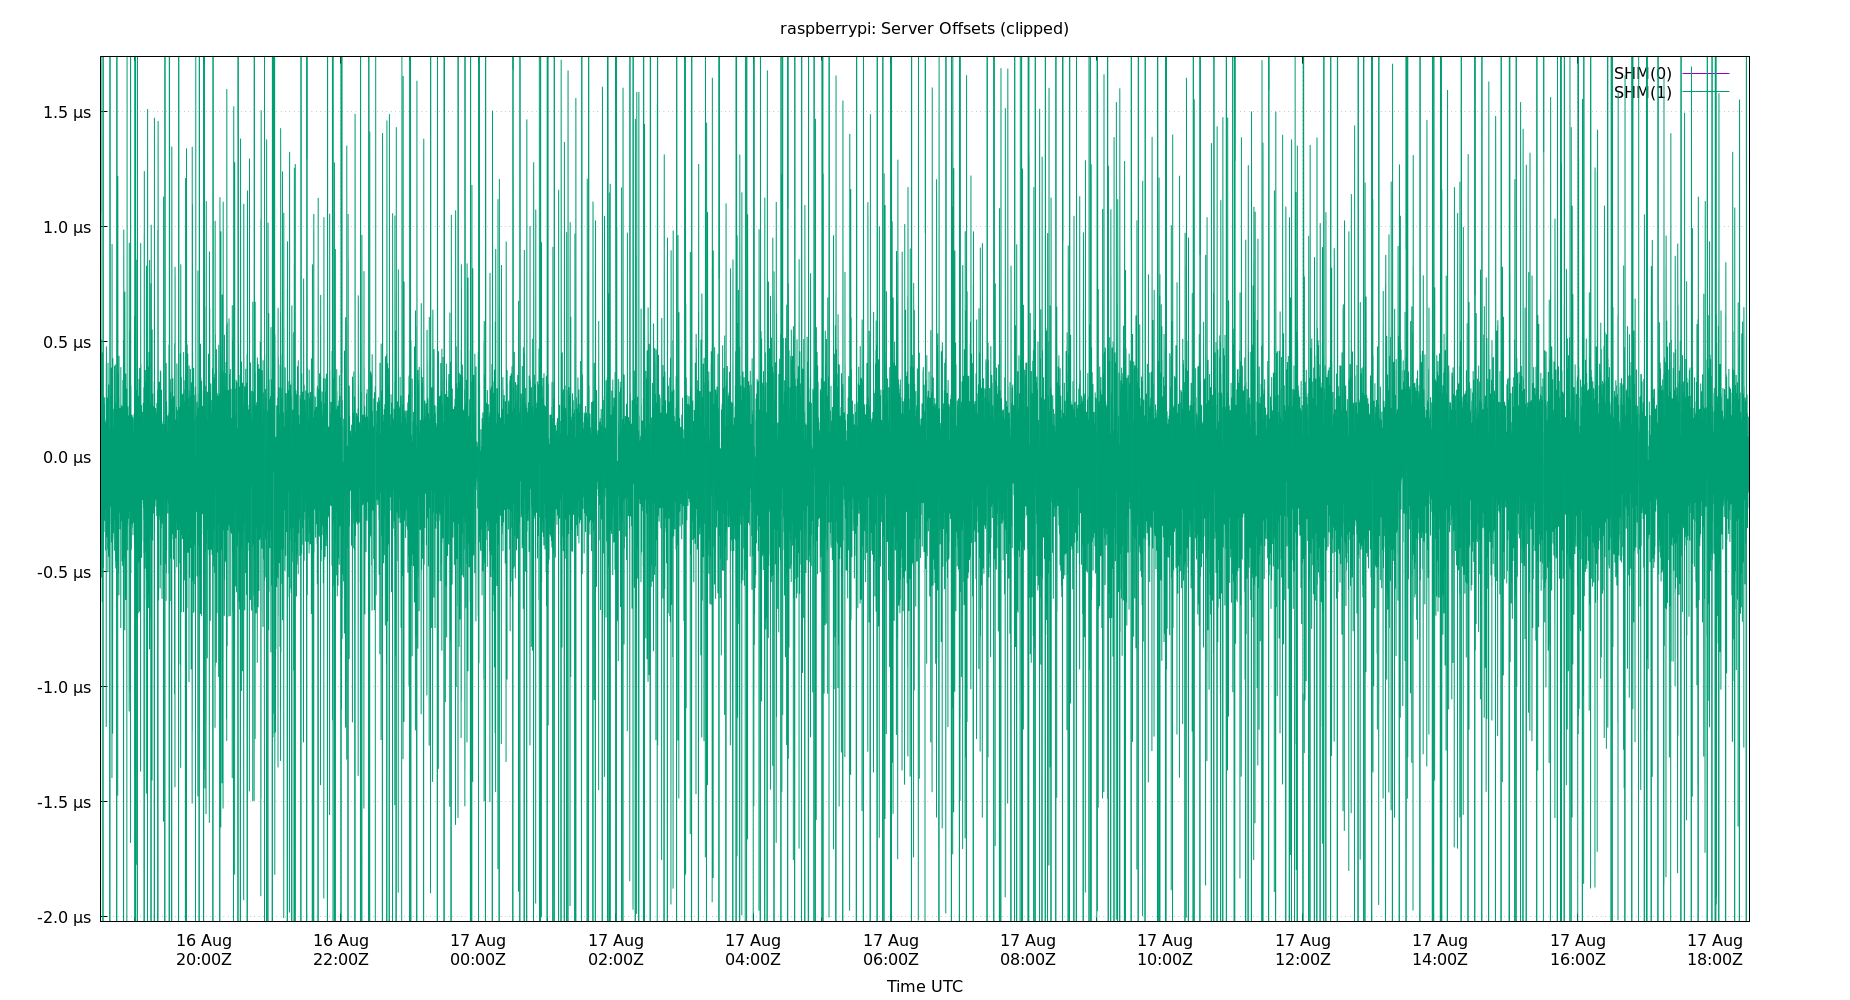 raspberrypi: Server Offsets (clipped)
SHM(0)
SHM(1)
1.5 µs
1.0 µs
0.5 µs
0.0 µs
-0.5 µs
-1.0 µs
-1.5 µs
-2.0 µs
16 Aug 16 Aug 17 Aug 17 Aug 17 Aug 17 Aug 17 Aug 17 Aug 17 Aug 17 Aug 17 Aug 17 Aug
20:00Z 22:00Z 00:00Z 02:00Z 04:00Z 06:00Z 08:00Z 10:00Z 12:00Z 14:00Z 16:00Z 18:00Z
Time UTC